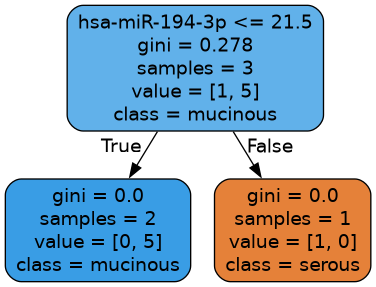 hsa-miR-194-3p <= 21.5
gini = 0.278
samples = 3
value = [1, 5]
class = mucinous
True
False
gini = 0.0
samples = 2
value = [0, 5]
class = mucinous
gini = 0.0
samples = 1
value = [1, 0]
class = serous